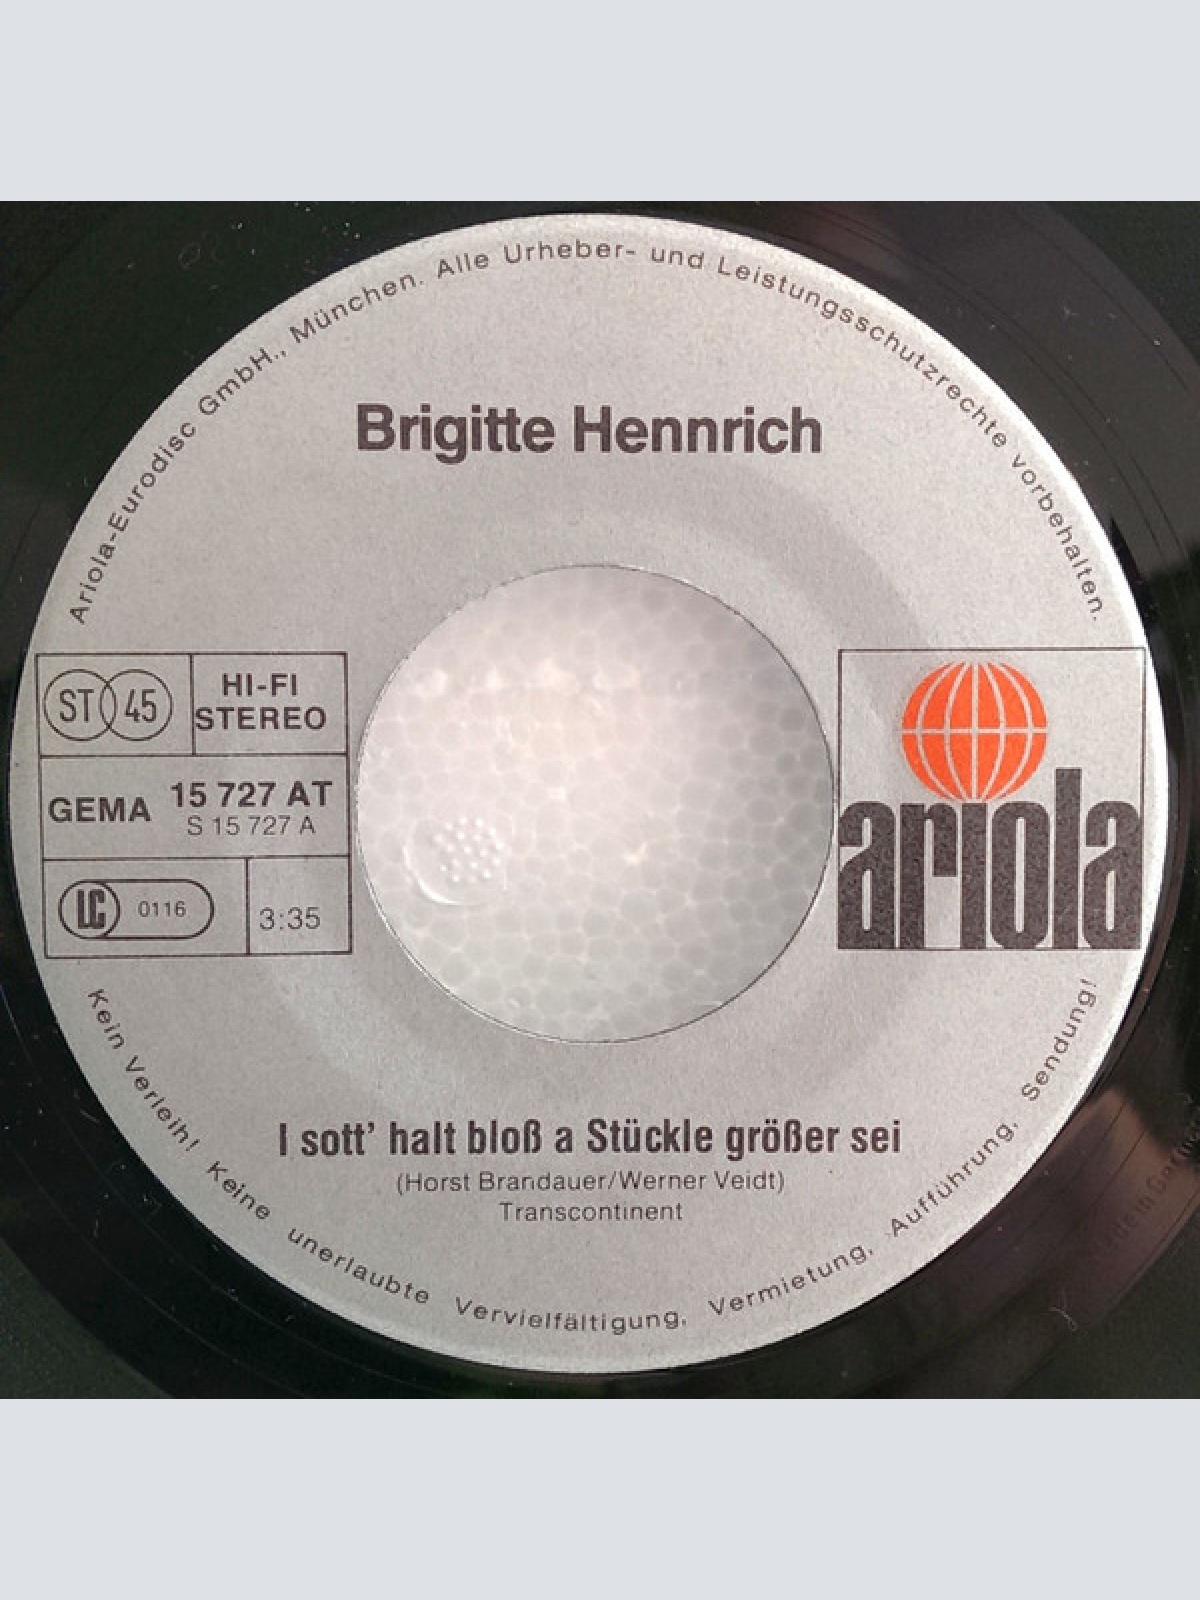 Ariola-Eurodisc GmbH., München. Alle Urheber- und Leistungsschutzrechte vorbehalten.
Brigitte Hennrich
ST 45
HI-FI
STEREO
GEMA
15 727 AT
S 15 727 A
LC 0116
3:35
ariola
I sott' halt bloß a Stückle größer sei
(Horst Brandauer/Werner Veidt)
Transcontinent
Kein Verleih! Keine unerlaubte Vervielfältigung, Vermietung, Aufführung, Sendung!